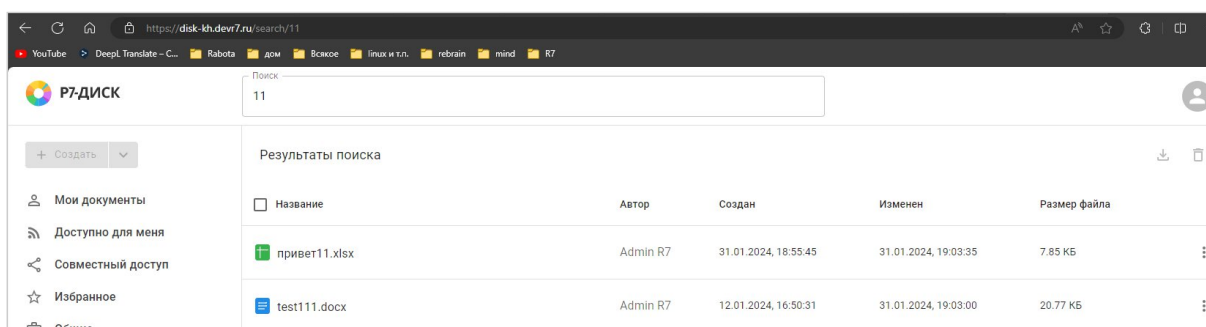 https://disk-kh.devr7.ru/search/11
YouTube DeepL Translate – C... Rabota дом Всякое linux и т.п. rebrain mind R7
Р7-ДИСК
Поиск
11
+ Создать
Результаты поиска
Мои документы
Название Автор Создан Изменен Размер файла
Доступно для меня
привет11.xlsx Admin R7 31.01.2024, 18:55:45 31.01.2024, 19:03:35 7.85 КБ
Совместный доступ
Избранное
test111.docx Admin R7 12.01.2024, 16:50:31 31.01.2024, 19:03:00 20.77 КБ